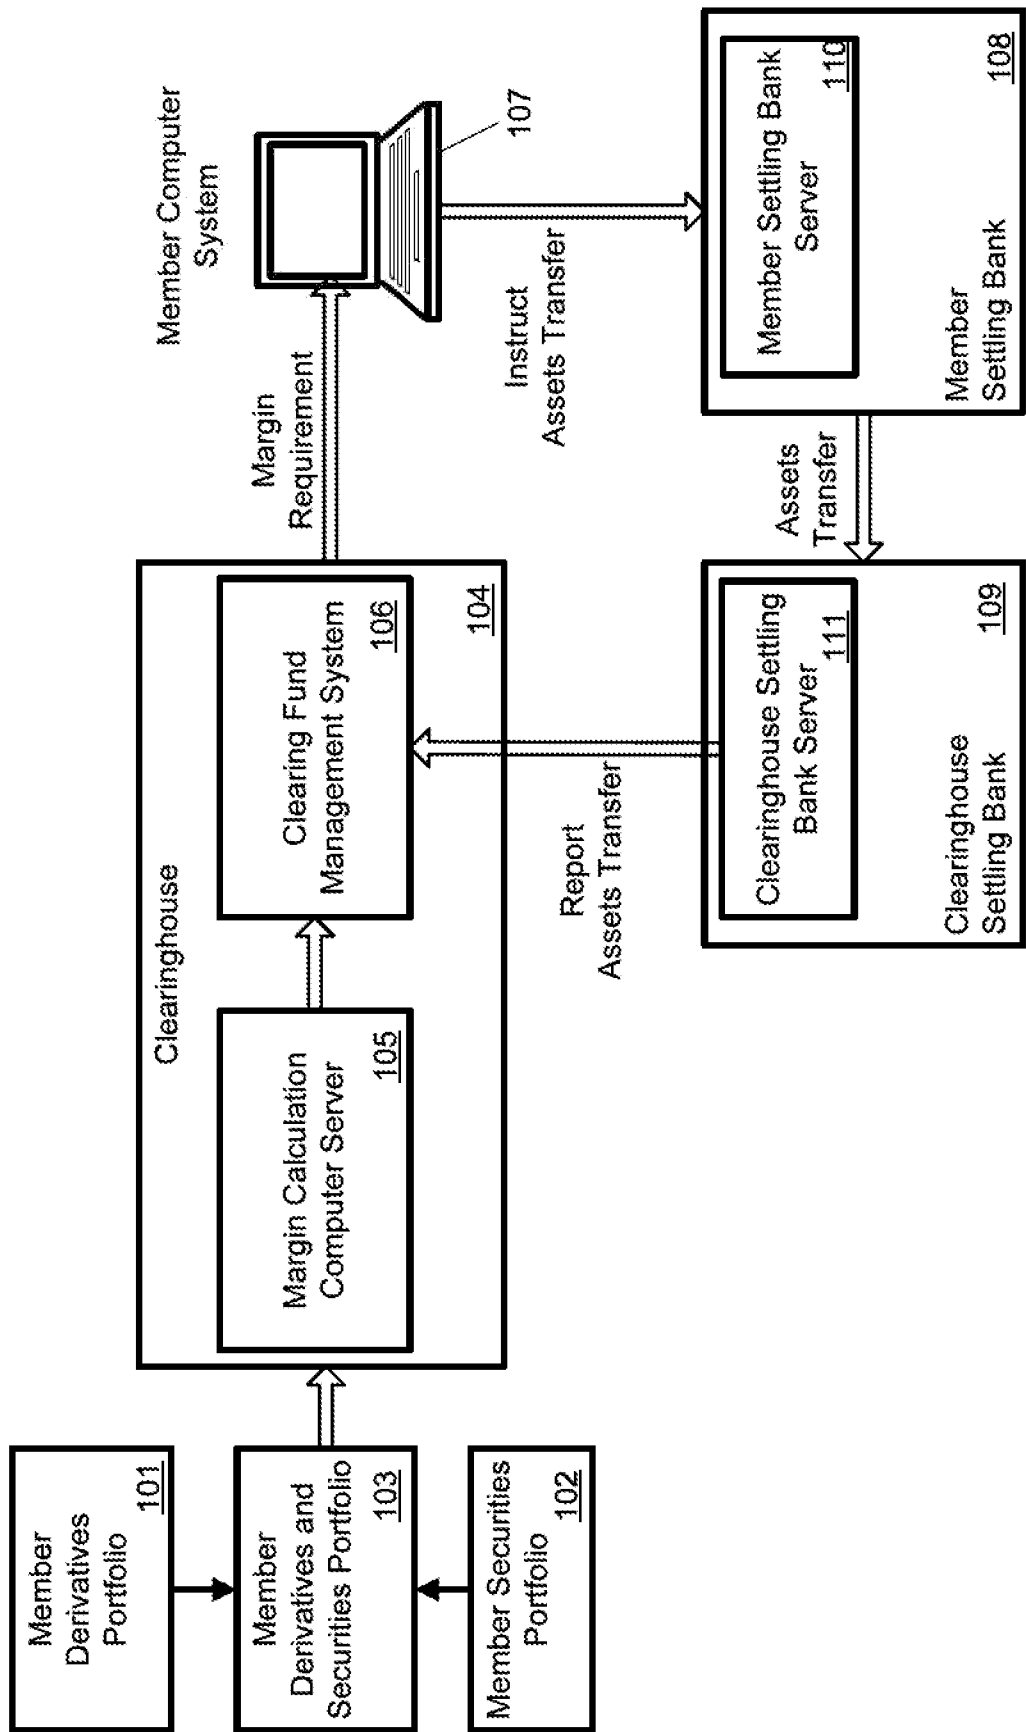 Member
Derivatives
Portfolio
101
Member
Derivatives and
Securities Portfolio
103
Member Securities
Portfolio
102
Clearinghouse
Margin Calculation
Computer Server
105
Clearing Fund
Management System
106
104
Margin
Requirement
Member Computer
System
107
Instruct
Assets Transfer
Report
Assets Transfer
Clearinghouse Settling
Bank Server
111
Clearinghouse
Settling Bank
109
Assets
Transfer
Member Settling Bank
Server
110
Member
Settling Bank
108